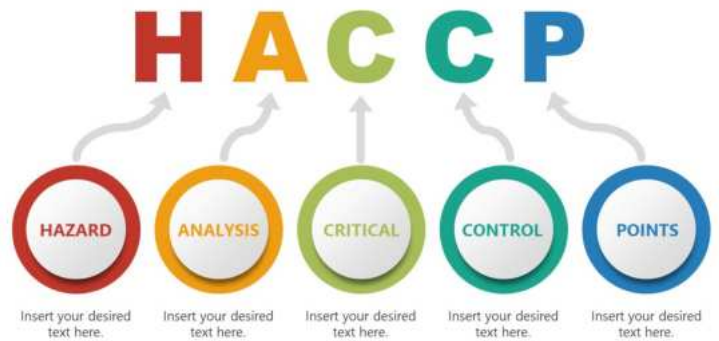 HACCP
HAZARD
ANALYSIS
CRITICAL
CONTROL
POINTS
Insert your desired
text here.
Insert your desired
text here.
Insert your desired
text here.
Insert your desired
text here.
Insert your desired
text here.